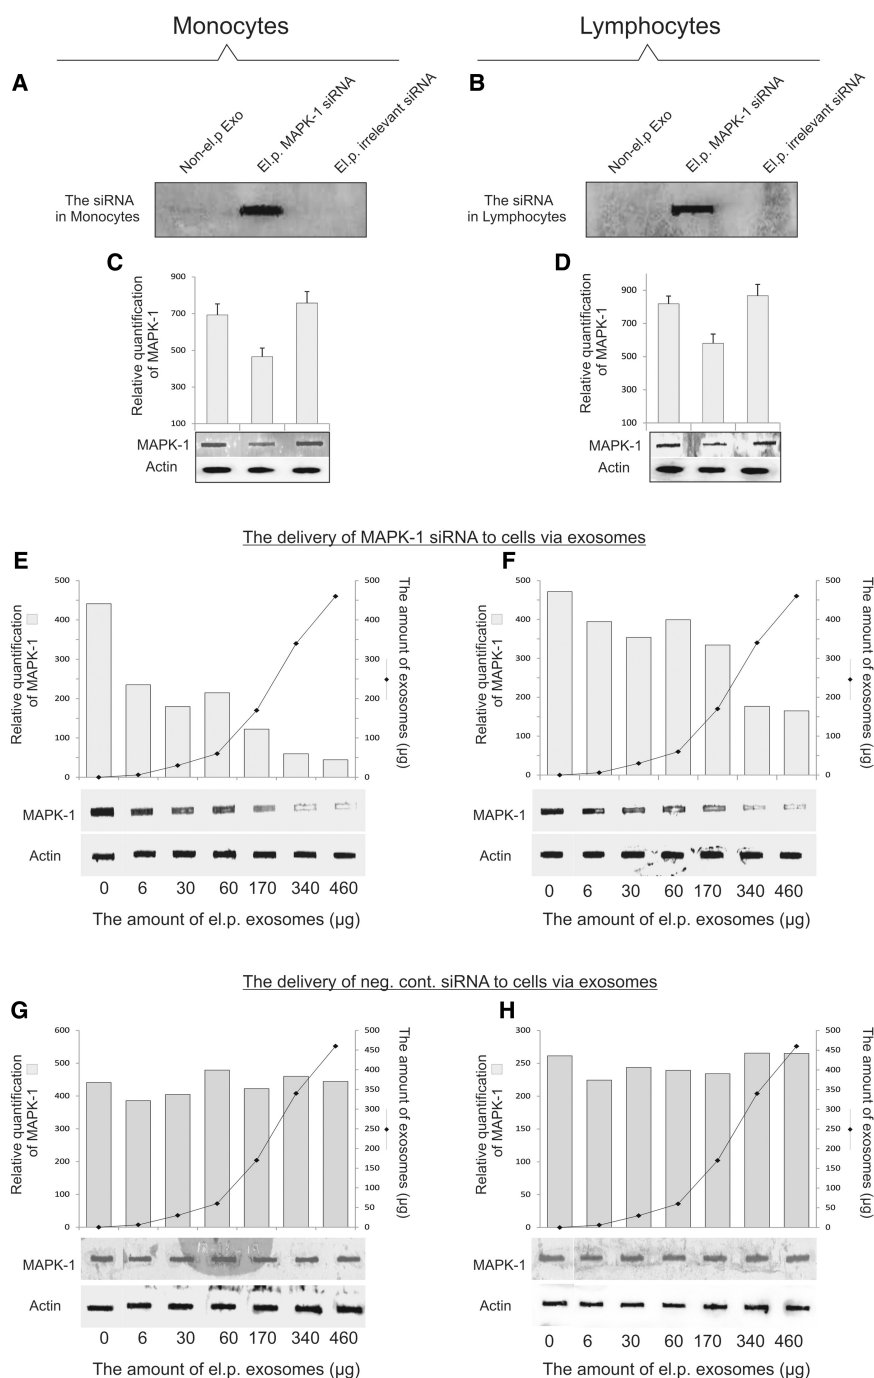 Monocytes
Lymphocytes
A
Non-el.p Exo
El.p. MAPK-1 siRNA
El.p. irrelevant siRNA
The siRNA
in Monocytes
B
Non-el.p Exo
El.p. MAPK-1 siRNA
El.p. irrelevant siRNA
The siRNA
in Lymphocytes
C
Relative quantification
of MAPK-1
900
700
500
300
100
MAPK-1
Actin
D
Relative quantification
of MAPK-1
900
700
500
300
100
MAPK-1
Actin
The delivery of MAPK-1 siRNA to cells via exosomes
E
Relative quantification
of MAPK-1
500
400
300
200
100
0
500
400
300
200
100
0
The amount of exosomes (µg)
MAPK-1
Actin
0 6 30 60 170 340 460
The amount of el.p. exosomes (µg)
F
Relative quantification
of MAPK-1
500
400
300
200
100
0
500
400
300
200
100
0
The amount of exosomes (µg)
MAPK-1
Actin
0 6 30 60 170 340 460
The amount of el.p. exosomes (µg)
The delivery of neg. cont. siRNA to cells via exosomes
G
Relative quantification
of MAPK-1
600
500
400
300
200
100
0
500
450
400
350
300
250
200
150
100
50
0
The amount of exosomes (µg)
MAPK-1
Actin
0 6 30 60 170 340 460
The amount of el.p. exosomes (µg)
H
Relative quantification
of MAPK-1
300
250
200
150
100
50
0
500
450
400
350
300
250
200
150
100
50
0
The amount of exosomes (µg)
MAPK-1
Actin
0 6 30 60 170 340 460
The amount of el.p. exosomes (µg)